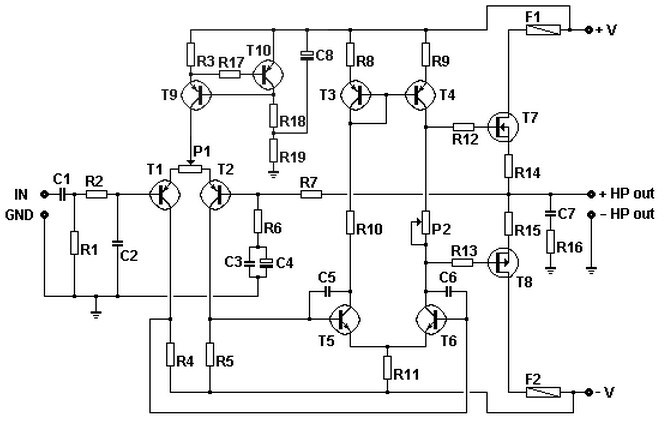 F1
+ V
T10
R3
R17
C8
R8
R9
T9
T3
T4
R18
T7
R12
R19
P1
R14
C1
R2
T1
T2
R7
IN
+ HP out
GND
- HP out
R6
R10
P2
R15
C7
R1
C2
R16
C3
C4
R13
C5
C6
T8
T5
T6
R4
R5
R11
F2
- V